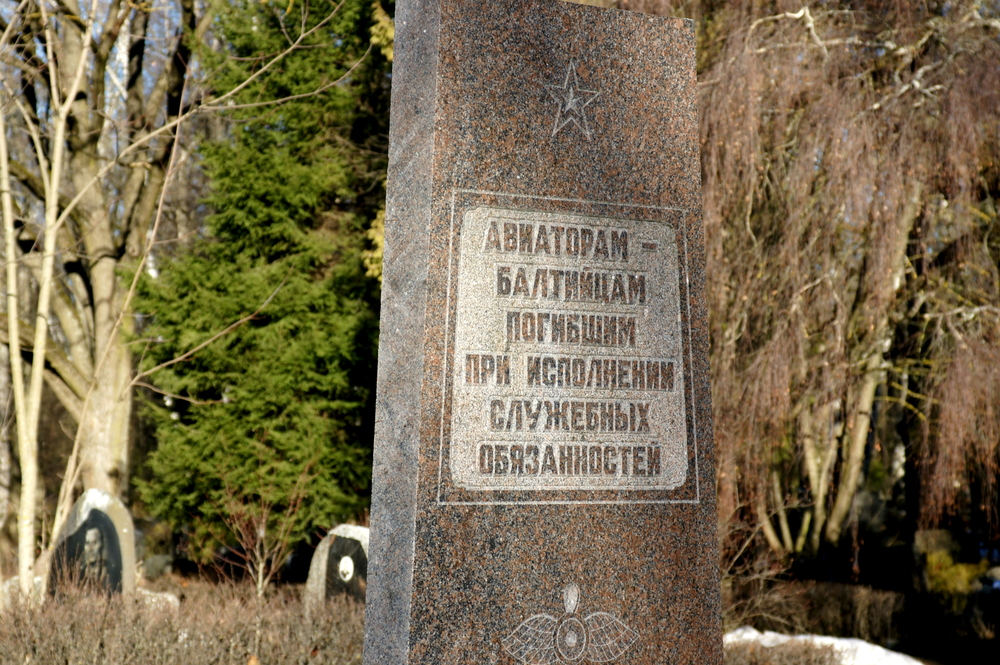 АВИАТОРАМ –
БАЛТИЙЦАМ
ПОГИБШИМ
ПРИ ИСПОЛНЕНИИ
СЛУЖЕБНЫХ
ОБЯЗАННОСТЕЙ